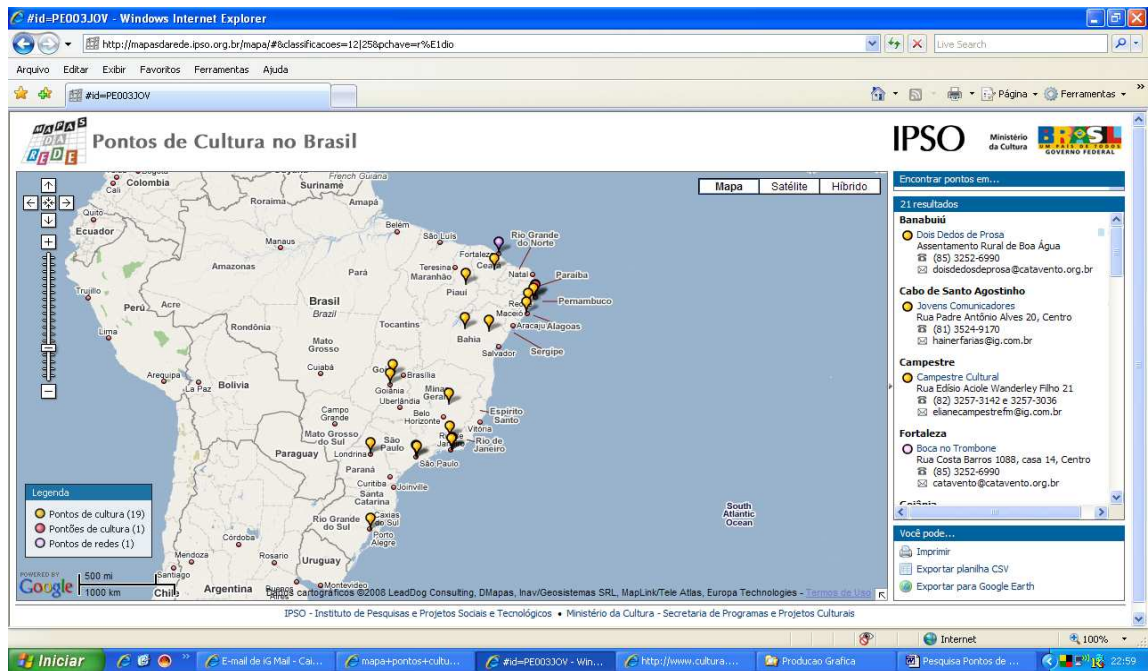 #id=PE003JOV - Windows Internet Explorer
http://mapasdarede.ipso.org.br/mapa/#&classificacoes=12|25&pchave=r%E1dio
Live Search
Arquivo Editar Exibir Favoritos Ferramentas Ajuda
#id=PE003JOV
Página Ferramentas
MAPAS DA REDE
Pontos de Cultura no Brasil
IPSO
Ministério da Cultura
BRASIL
UM PAÍS DE TODOS
GOVERNO FEDERAL
Mapa Satélite Híbrido
French Guiana
Cali Colombia
Suriname
Roraima Amapá
Quito
Ecuador
Belém
São Luís
Rio Grande do Norte
Manaus
Fortaleza
Ceará
Amazonas
Pará
Teresina
Natal
Maranhão
Paraíba
Piauí
Trujillo
Perú
Acre
Brasil
Brazil
Pernambuco
Maceió
Rondônia
Tocantins
Aracaju Alagoas
Lima
Mato Grosso
Bahia
Salvador
Sergipe
Cuiabá
Brasília
Arequipa
La Paz Bolivia
Goiânia
Uberlândia
Campo Grande
Belo Horizonte
Espirito Santo
Vitória
Mato Grosso do Sul
São Paulo
Rio de Janeiro
Paraguay
Londrina
São Paulo
Paraná
Curitiba
Joinville
Santa Catarina
Rio Grande do Sul
Caxias do Sul
Porto Alegre
Córdoba
Mendoza
Rosario
Uruguay
Santiago
Montevideo
Chile
Argentina
South Atlantic Ocean
Legenda
Pontos de cultura (19)
Pontões de cultura (1)
Pontos de redes (1)
POWERED BY
Google
500 mi
1000 km
Dados cartográficos ©2008 LeadDog Consulting, DMapas, Inav/Geosistemas SRL, MapLink/Tele Atlas, Europa Technologies - Termos de Uso
Encontrar pontos em...
21 resultados
Banabuiú
Dois Dedos de Prosa
Assentamento Rural de Boa Água
(85) 3252-6990
doisdedosdeprosa@catavento.org.br
Cabo de Santo Agostinho
Jovens Comunicadores
Rua Padre Antônio Alves 20, Centro
(81) 3524-9170
hainerfarias@ig.com.br
Campestre
Campestre Cultural
Rua Edísio Aciole Wanderley Filho 21
(82) 3257-3142 e 3257-3036
elianecampestrefm@ig.com.br
Fortaleza
Boca no Trombone
Rua Costa Barros 1088, casa 14, Centro
(85) 3252-6990
catavento@catavento.org.br
Goiânia
Você pode...
Imprimir
Exportar planilha CSV
Exportar para Google Earth
IPSO - Instituto de Pesquisas e Projetos Sociais e Tecnológicos • Ministério da Cultura - Secretaria de Programas e Projetos Culturais
Internet
100%
Iniciar
E-mail de iG Mail - Cai...
mapa+pontos+cultu...
#id=PE003JOV - Win...
http://www.cultura....
Producao Grafica
Pesquisa Pontos de ...
22:59